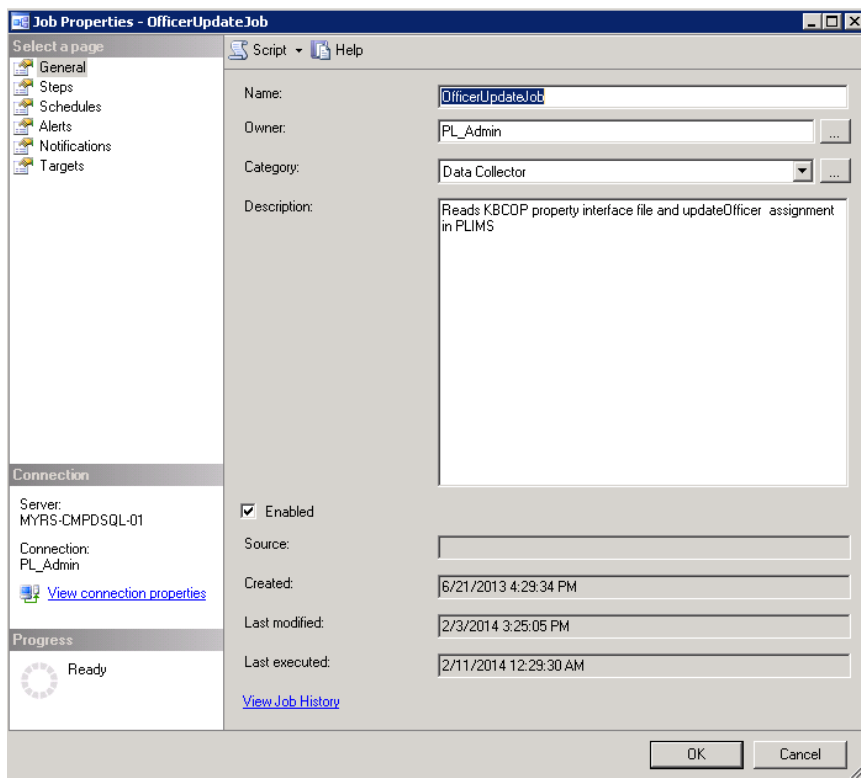 Job Properties - OfficerUpdateJob
Select a page
General
Steps
Schedules
Alerts
Notifications
Targets
Script
Help
Name:
OfficerUpdateJob
Owner:
PL_Admin
...
Category:
Data Collector
...
Description:
Reads KBCOP property interface file and updateOfficer  assignment
in PLIMS
Connection
Server:
MYRS-CMPDSQL-01
Connection:
PL_Admin
View connection properties
Progress
Ready
Enabled
Source:
Created:
6/21/2013 4:29:34 PM
Last modified:
2/3/2014 3:25:05 PM
Last executed:
2/11/2014 12:29:30 AM
View Job History
OK
Cancel